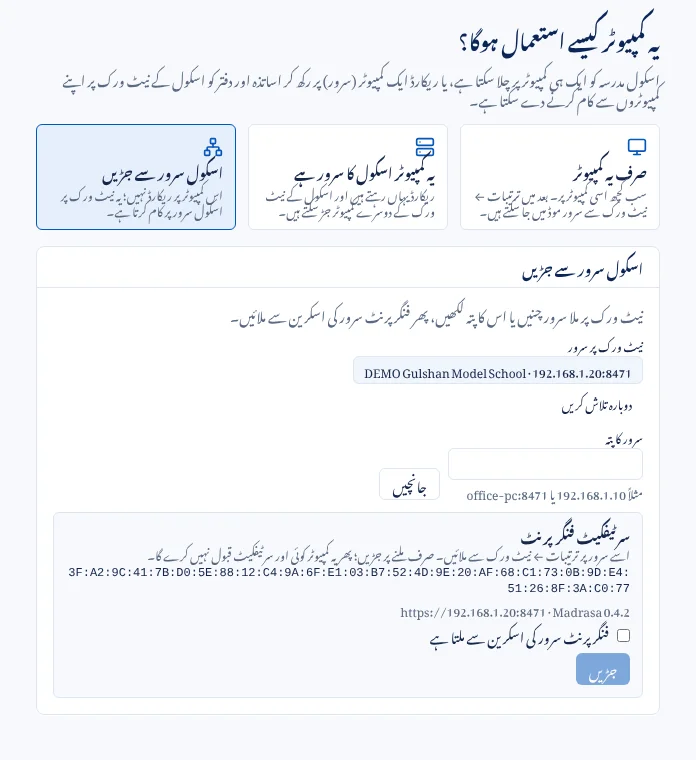 یہ کمپیوٹر کیسے استعمال ہوگا؟
اسکول مدرسہ کو ایک ہی کمپیوٹر پر چلا سکتا ہے، یا ریکارڈ ایک کمپیوٹر (سرور) پر رکھ کر اساتذہ اور دفتر کو اسکول کے نیٹ ورک پر اپنے
کمپیوٹروں سے کام کرنے دے سکتا ہے۔
صرف یہ کمپیوٹر
سب کچھ اسی کمپیوٹر پر۔ بعد میں ترتیبات ←
نیٹ ورک سے سرور موڈ میں جا سکتے ہیں۔
یہ کمپیوٹر اسکول کا سرور ہے
ریکارڈ یہاں رہتے ہیں اور اسکول کے نیٹ
ورک کے دوسرے کمپیوٹر جڑ سکتے ہیں۔
اسکول سرور سے جڑیں
اس کمپیوٹر پر ریکارڈ نہیں؛ یہ نیٹ ورک پر
اسکول سرور پر کام کرتا ہے۔
اسکول سرور سے جڑیں
نیٹ ورک پر ملا سرور چنیں یا اس کا پتہ لکھیں، پھر فنگر پرنٹ سرور کی اسکرین سے ملائیں۔
نیٹ ورک پر سرور
DEMO Gulshan Model School · 192.168.1.20:8471
دوبارہ تلاش کریں
سرور کا پتہ
جانچیں
مثلاً 192.168.1.10 یا office-pc:8471
سرٹیفکیٹ فنگر پرنٹ
اسے سرور پر ترتیبات ← نیٹ ورک سے ملائیں۔ صرف ملنے پر جڑیں؛ پھر یہ کمپیوٹر کوئی اور سرٹیفکیٹ قبول نہیں کرے گا۔
3F:A2:9C:41:7B:D0:5E:88:12:C4:9A:6F:E1:03:B7:52:4D:9E:20:AF:68:C1:73:0B:9D:E4:
51:26:8F:3A:C0:77
https://192.168.1.20:8471 · Madrasa 0.4.2
فنگر پرنٹ سرور کی اسکرین سے ملتا ہے
جڑیں